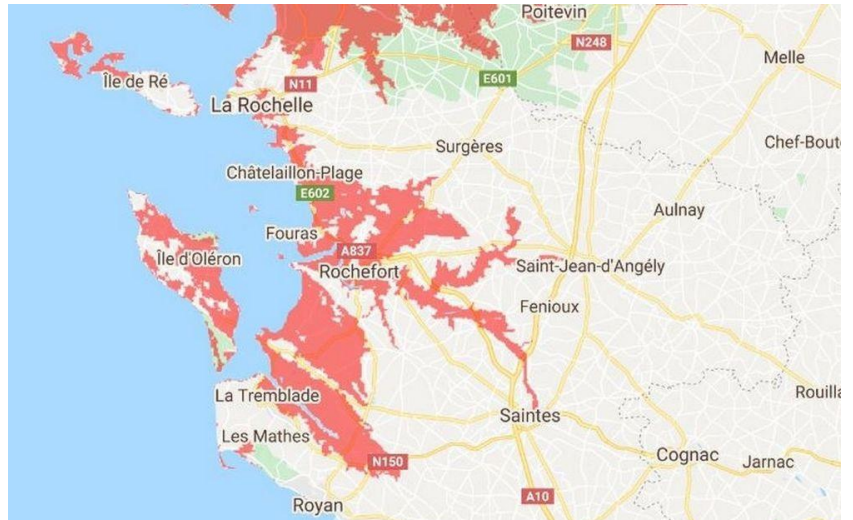 Poitevin
N248
Melle
Île de Ré
N11
E601
La Rochelle
Surgères
Chef-Bout
Châtelaillon-Plage
E602
Aulnay
Fouras
A837
Île d'Oléron
Rochefort
Saint-Jean-d'Angély
Fenioux
La Tremblade
Rouilla
Saintes
Les Mathes
N150
Cognac
Jarnac
A10
Royan